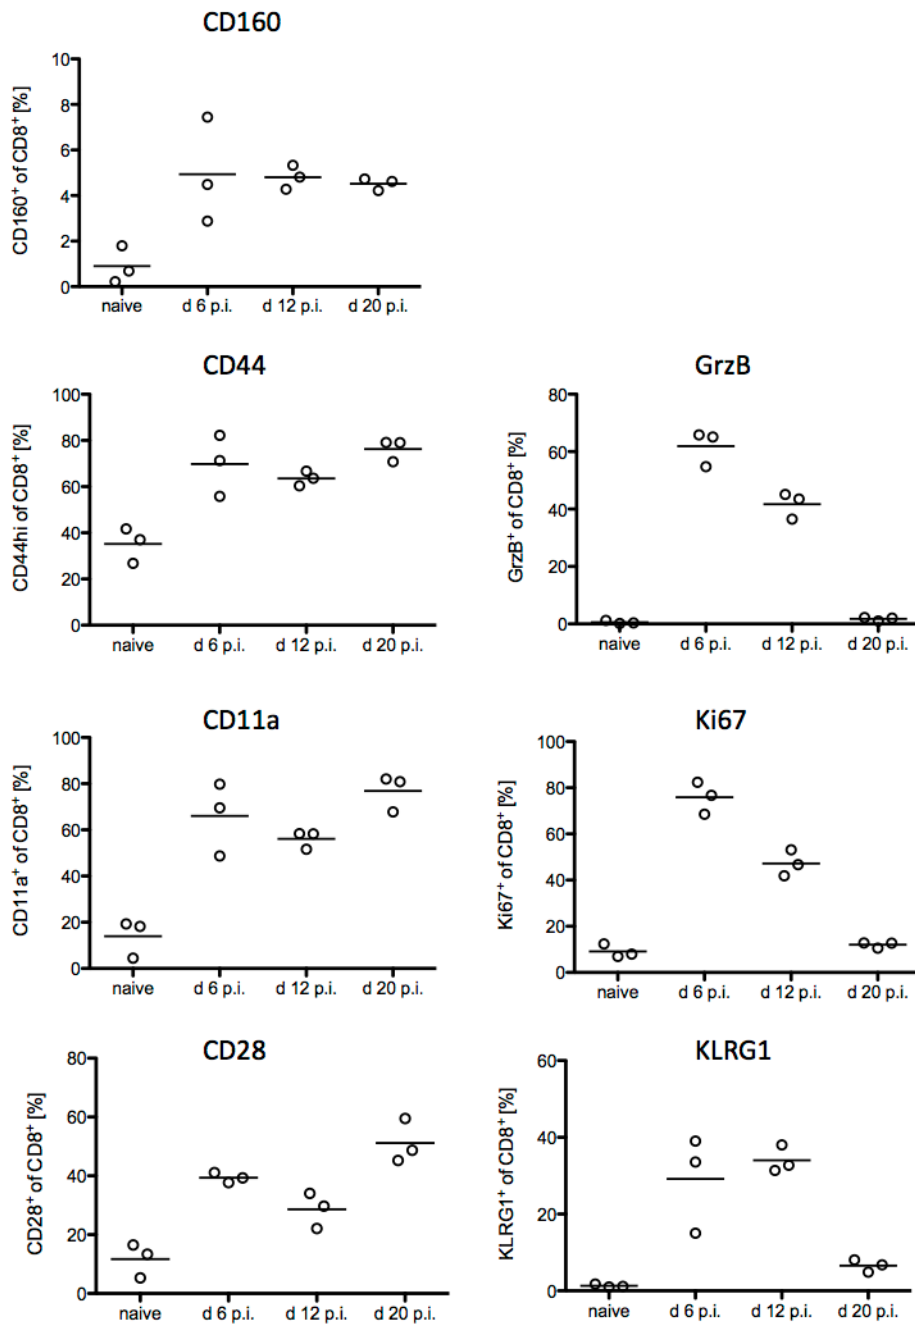 CD160
CD160⁺ of CD8⁺ [%]
10
8
6
4
2
0
naive d 6 p.i. d 12 p.i. d 20 p.i.
CD44
CD44hi of CD8⁺ [%]
100
80
60
40
20
0
naive d 6 p.i. d 12 p.i. d 20 p.i.
GrzB
GrzB⁺ of CD8⁺ [%]
80
60
40
20
0
naive d 6 p.i. d 12 p.i. d 20 p.i.
CD11a
CD11a⁺ of CD8⁺ [%]
100
80
60
40
20
0
naive d 6 p.i. d 12 p.i. d 20 p.i.
Ki67
Ki67⁺ of CD8⁺ [%]
100
80
60
40
20
0
naive d 6 p.i. d 12 p.i. d 20 p.i.
CD28
CD28⁺ of CD8⁺ [%]
80
60
40
20
0
naive d 6 p.i. d 12 p.i. d 20 p.i.
KLRG1
KLRG1⁺ of CD8⁺ [%]
60
40
20
0
naive d 6 p.i. d 12 p.i. d 20 p.i.